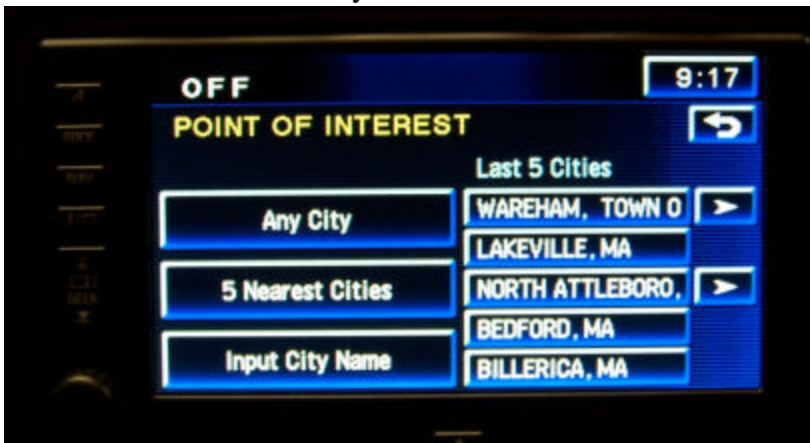 OFF
9:17
POINT OF INTEREST
Last 5 Cities
Any City
5 Nearest Cities
Input City Name
WAREHAM, TOWN O
LAKEVILLE, MA
NORTH ATTLEBORO,
BEDFORD, MA
BILLERICA, MA
SEEK